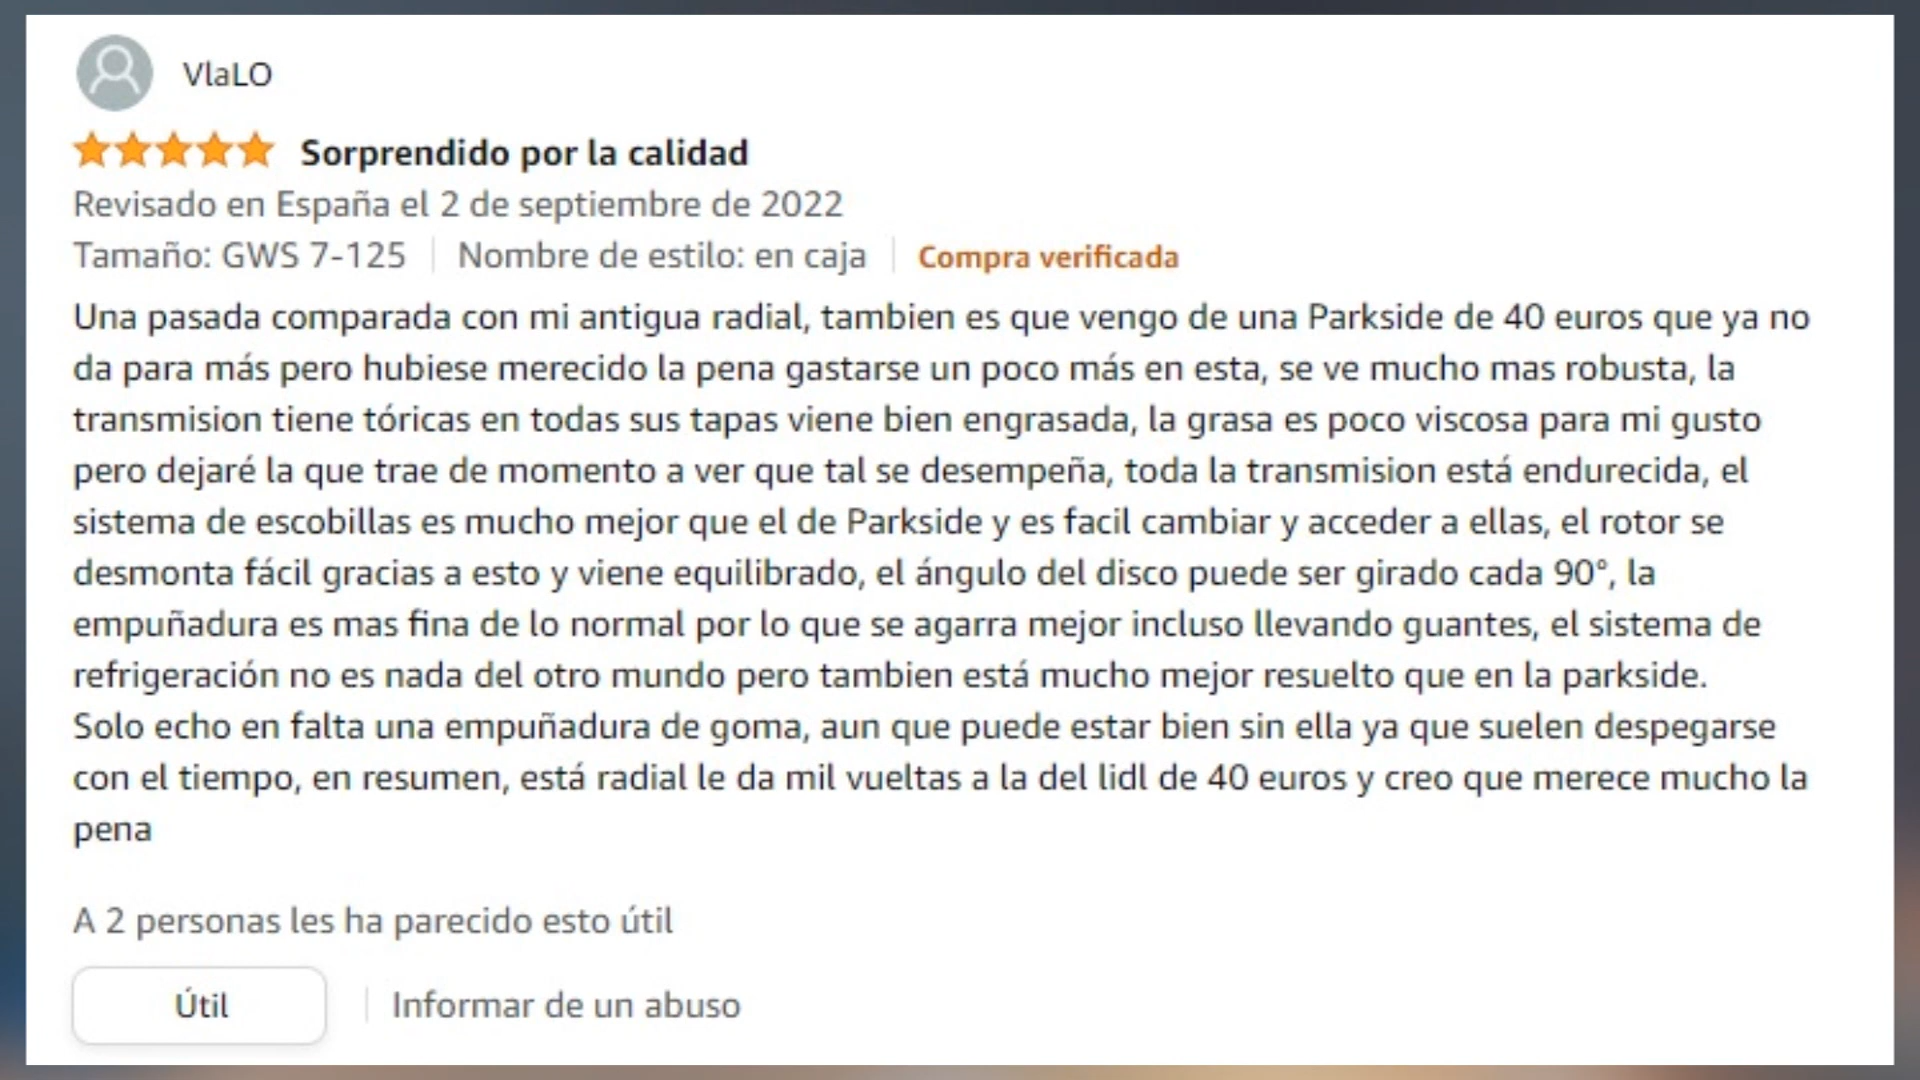 VlaLO
Sorprendido por la calidad
Revisado en España el 2 de septiembre de 2022
Tamaño: GWS 7-125 Nombre de estilo: en caja Compra verificada
Una pasada comparada con mi antigua radial, tambien es que vengo de una Parkside de 40 euros que ya no
da para más pero hubiese merecido la pena gastarse un poco más en esta, se ve mucho mas robusta, la
transmision tiene tóricas en todas sus tapas viene bien engrasada, la grasa es poco viscosa para mi gusto
pero dejaré la que trae de momento a ver que tal se desempeña, toda la transmision está endurecida, el
sistema de escobillas es mucho mejor que el de Parkside y es facil cambiar y acceder a ellas, el rotor se
desmonta fácil gracias a esto y viene equilibrado, el ángulo del disco puede ser girado cada 90°, la
empuñadura es mas fina de lo normal por lo que se agarra mejor incluso llevando guantes, el sistema de
refrigeración no es nada del otro mundo pero tambien está mucho mejor resuelto que en la parkside.
Solo echo en falta una empuñadura de goma, aun que puede estar bien sin ella ya que suelen despegarse
con el tiempo, en resumen, está radial le da mil vueltas a la del lidl de 40 euros y creo que merece mucho la
pena
A 2 personas les ha parecido esto útil
Útil Informar de un abuso